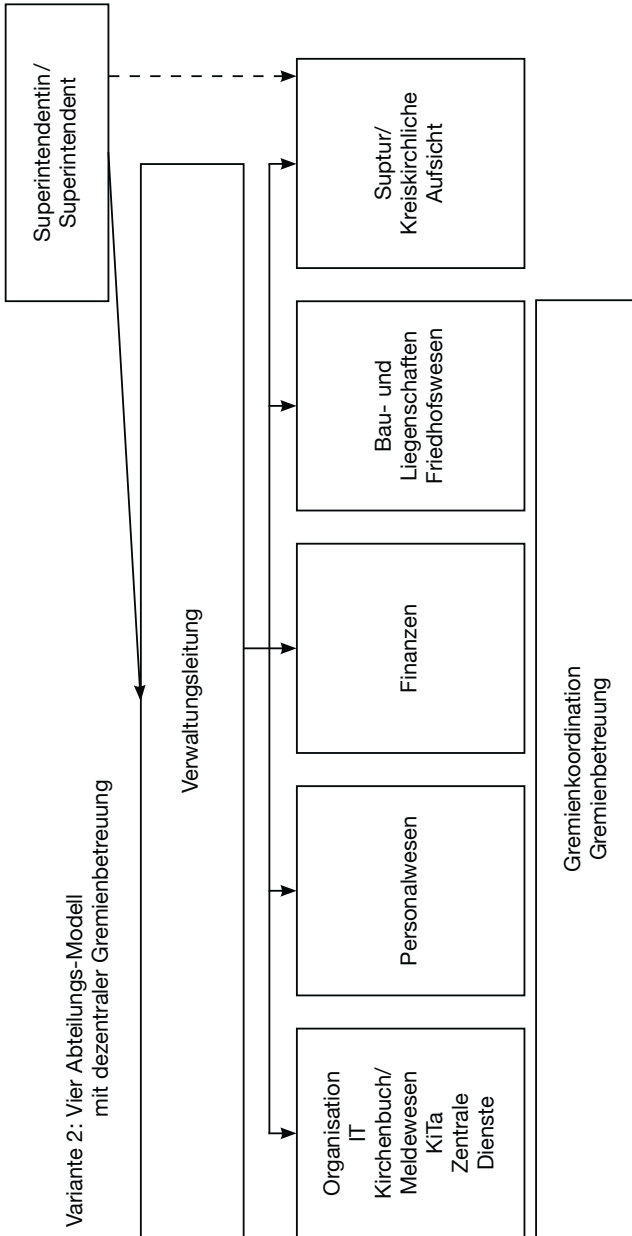 Variante 2: Vier Abteilungs-Modell
mit dezentraler Gremienbetreuung
Superintendentin/
Superintendent
Verwaltungsleitung
Organisation
IT
Kirchenbuch/
Meldewesen
KiTa
Zentrale
Dienste
Personalwesen
Finanzen
Bau- und
Liegenschaften
Friedhofswesen
Suptur/
Kreiskirchliche
Aufsicht
Gremienkoordination
Gremienbetreuung